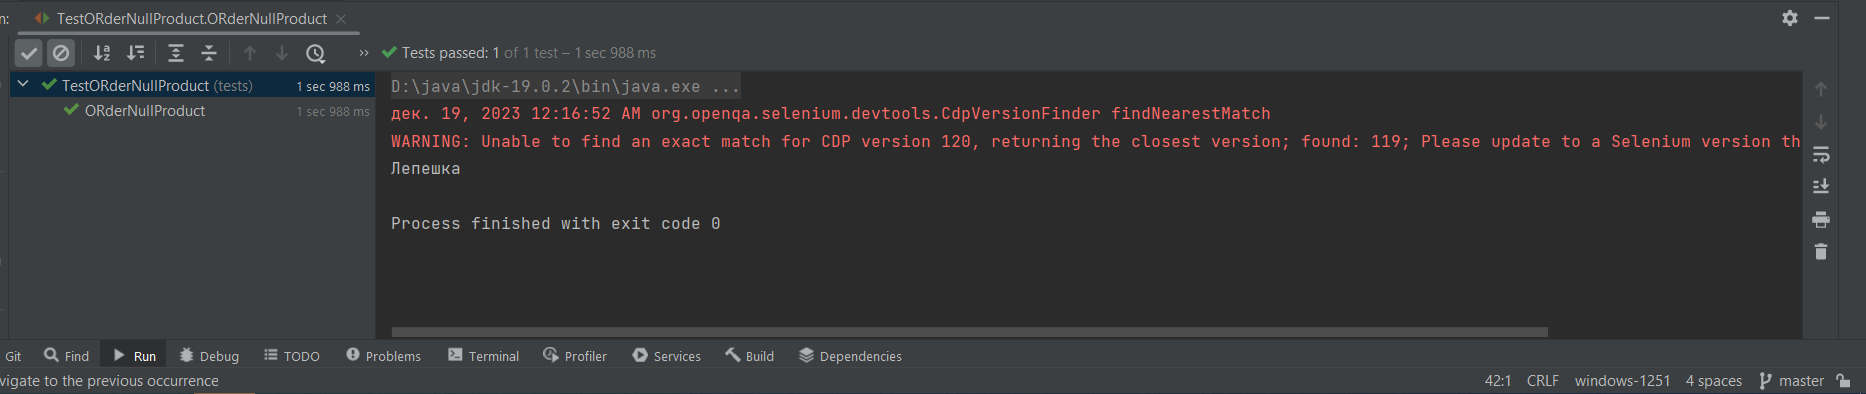 n: TestORderNullProduct.ORderNullProduct
Tests passed: 1 of 1 test – 1 sec 988 ms
TestORderNullProduct (tests) 1 sec 988 ms
ORderNullProduct 1 sec 988 ms
D:\java\jdk-19.0.2\bin\java.exe ...
дек. 19, 2023 12:16:52 AM org.openqa.selenium.devtools.CdpVersionFinder findNearestMatch
WARNING: Unable to find an exact match for CDP version 120, returning the closest version; found: 119; Please update to a Selenium version th
Лепешка
Process finished with exit code 0
Git Find Run Debug TODO Problems Terminal Profiler Services Build Dependencies
vigate to the previous occurrence 42:1 CRLF windows-1251 4 spaces master